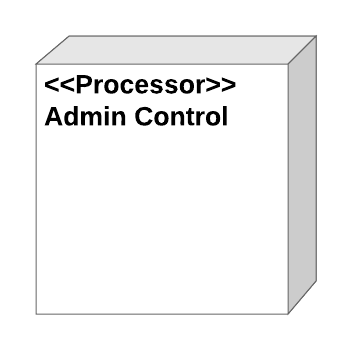 <<Processor>>
Admin Control